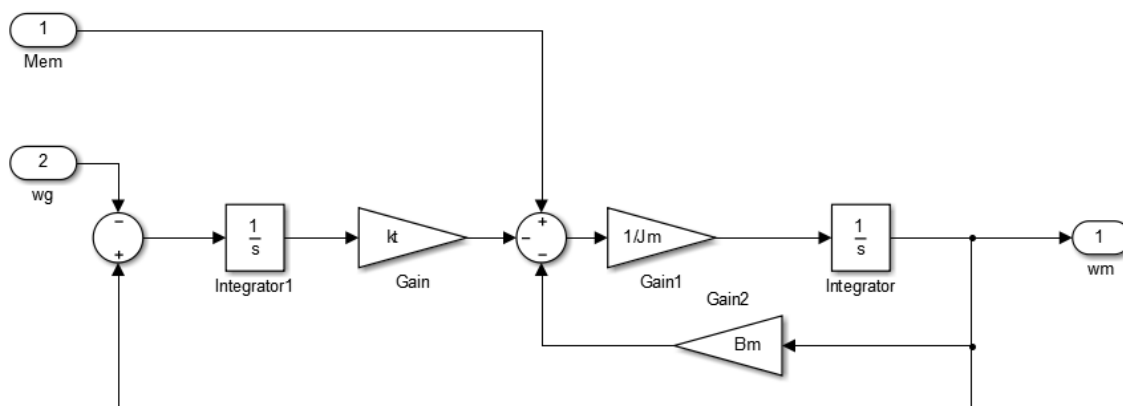 1
Mem
2
wg
−
+
1
s
Integrator1
kt
Gain
+
−
−
1/Jm
Gain1
1
s
Integrator
1
wm
Gain2
Bm